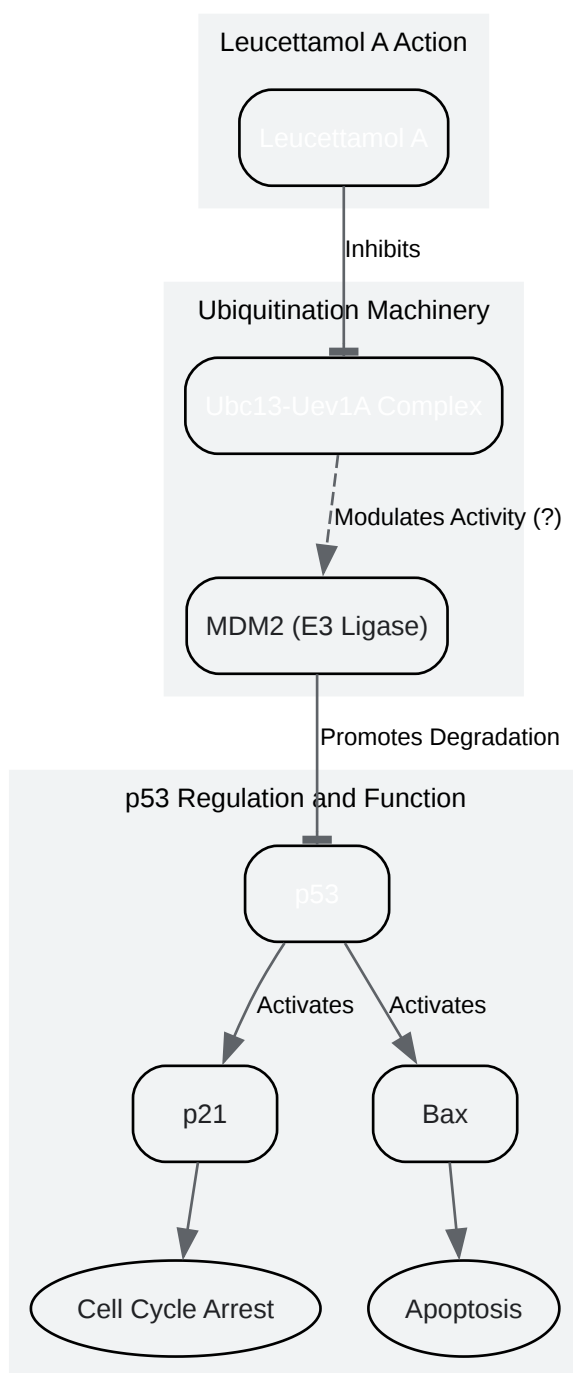 Leucettamol A Action
Leucettamol A
Inhibits
Ubiquitination Machinery
Ubc13-Uev1A Complex
Modulates Activity (?)
MDM2 (E3 Ligase)
Promotes Degradation
p53 Regulation and Function
p53
Activates
Activates
p21
Bax
Cell Cycle Arrest
Apoptosis